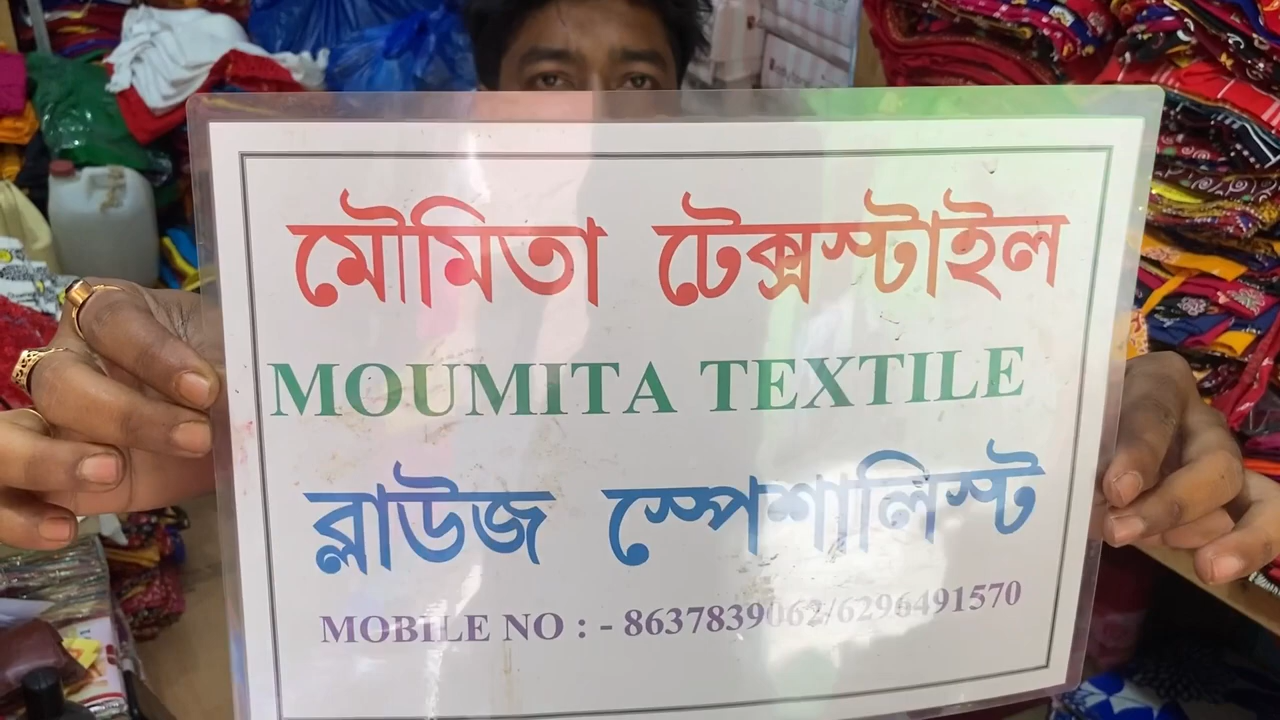 মৌমিতা টেক্সস্টাইল
MOUMITA TEXTILE
ব্লাউজ স্পেশালিস্ট
MOBILE NO : - 8637839062/6296491570